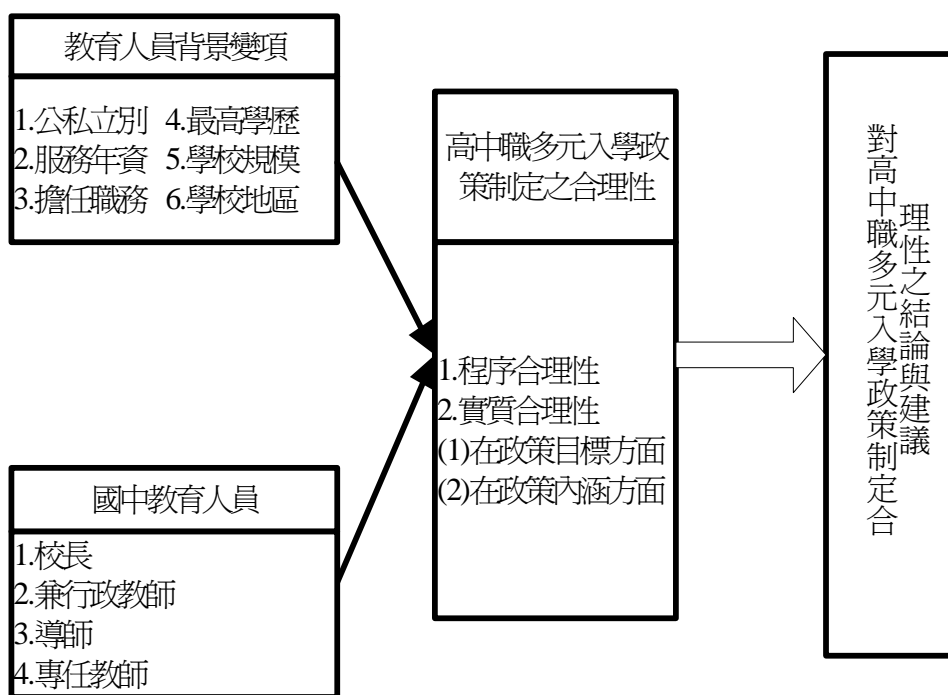 教育人員背景變項
1.公私立別 4.最高學歷
2.服務年資 5.學校規模
3.擔任職務 6.學校地區
國中教育人員
1.校長
2.兼行政教師
3.導師
4.專任教師
高中職多元入學政
策制定之合理性
1.程序合理性
2.實質合理性
(1)在政策目標方面
(2)在政策內涵方面
對高中職多元入學政策制定合
理性之結論與建議